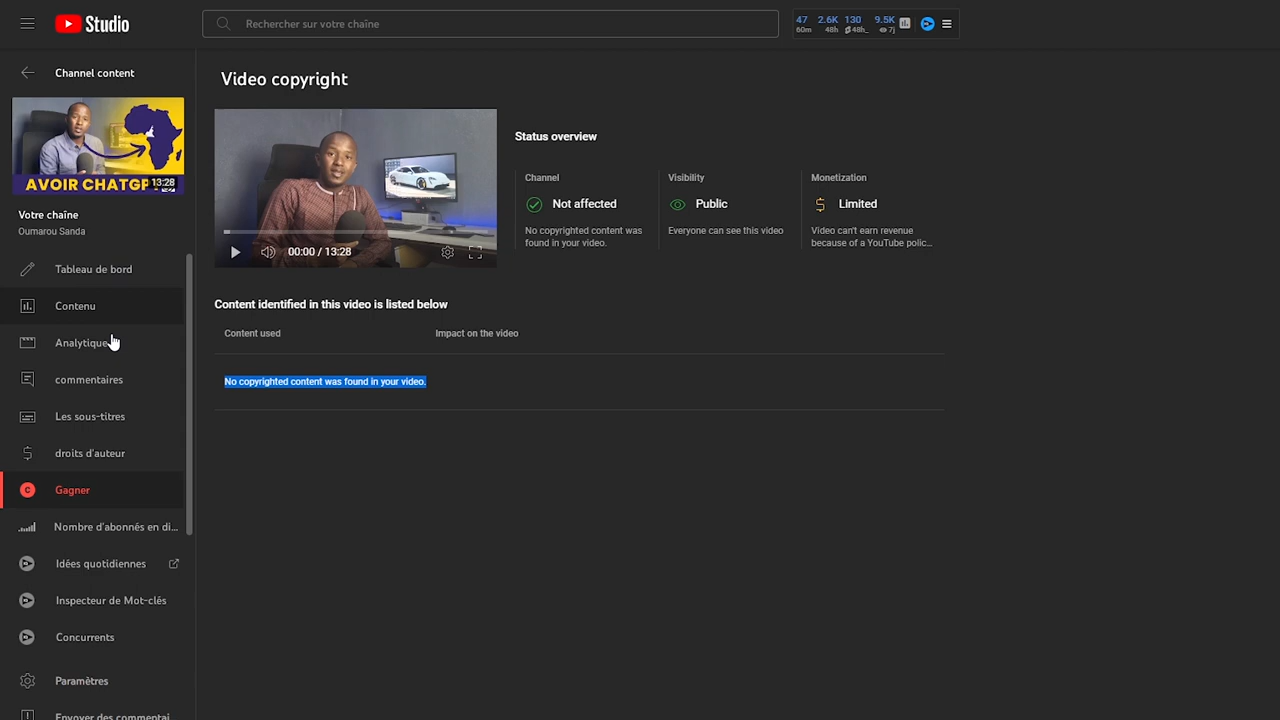 Studio
Rechercher sur votre chaîne
47 2.6K 130 9.5K
60m 48h 48h_ 7j
Channel content
AVOIR CHATGP
13:28
Votre chaîne
Oumarou Sanda
Tableau de bord
Contenu
Analytique
commentaires
Les sous-titres
droits d'auteur
Gagner
Nombre d'abonnés en di...
Idées quotidiennes
Inspecteur de Mot-clés
Concurrents
Paramètres
Envoyer des commentai
Video copyright
00:00 / 13:28
Status overview
Channel
Not affected
No copyrighted content was
found in your video.
Visibility
Public
Everyone can see this video
Monetization
Limited
Video can't earn revenue
because of a YouTube polic...
Content identified in this video is listed below
Content used Impact on the video
No copyrighted content was found in your video.